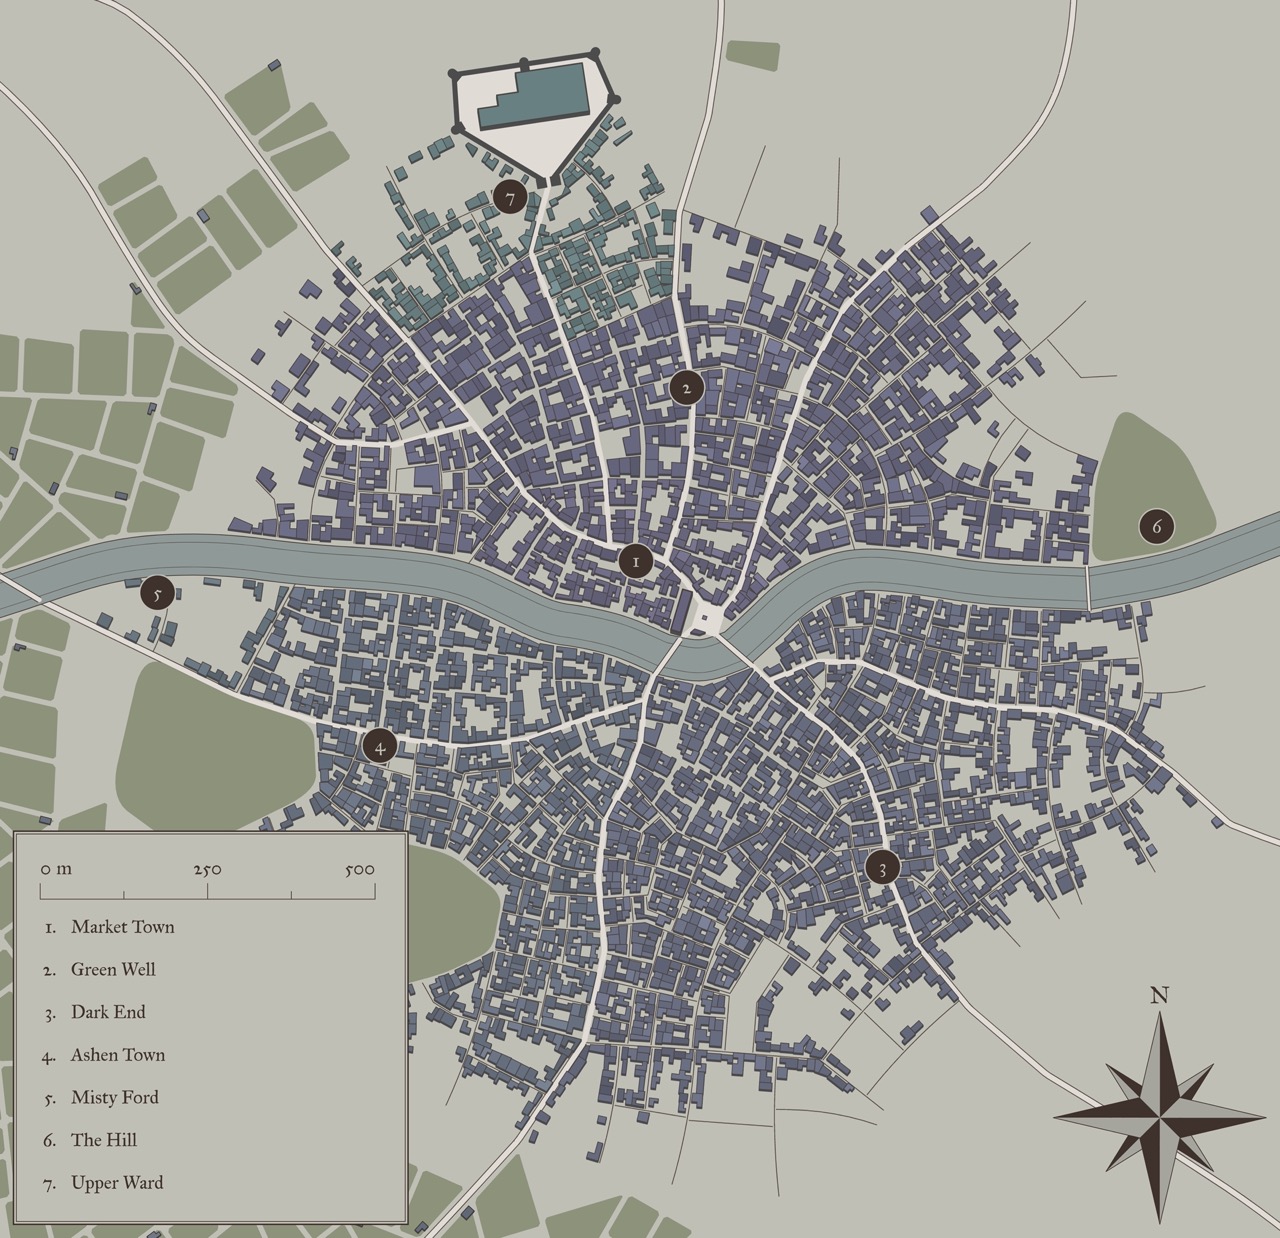 7
2
1
6
5
4
3
0 m 250 500
1. Market Town
2. Green Well
3. Dark End
4. Ashen Town
5. Misty Ford
6. The Hill
7. Upper Ward
N